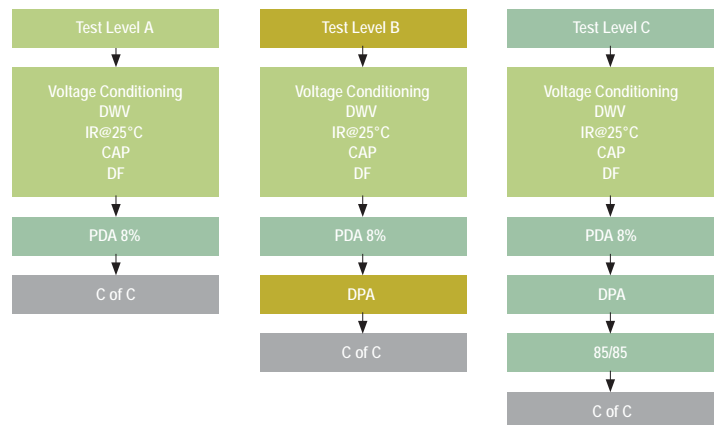 Test Level A
Voltage Conditioning
DWV
IR@25°C
CAP
DF
PDA 8%
C of C
Test Level B
Voltage Conditioning
DWV
IR@25°C
CAP
DF
PDA 8%
DPA
C of C
Test Level C
Voltage Conditioning
DWV
IR@25°C
CAP
DF
PDA 8%
DPA
85/85
C of C